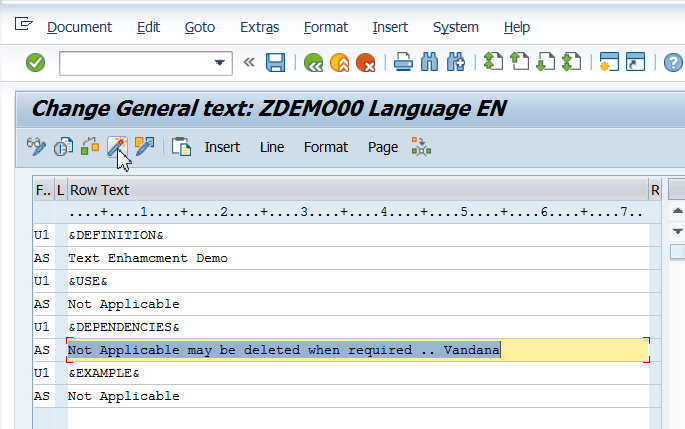 Document Edit Goto Extras Format Insert System Help
Change General text: ZDEMO00 Language EN
Insert Line Format Page
F.. L Row Text R
....+....1....+....2....+....3....+....4....+....5....+....6....+....7..
U1 &DEFINITION&
AS Text Enhamcment Demo
U1 &USE&
AS Not Applicable
U1 &DEPENDENCIES&
AS Not Applicable may be deleted when required .. Vandana
U1 &EXAMPLE&
AS Not Applicable